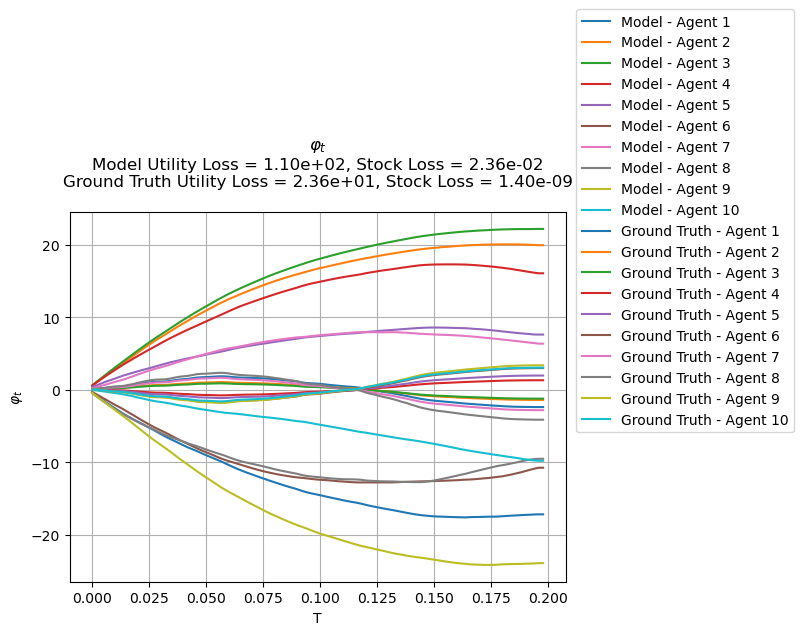 φt
Model Utility Loss = 1.10e+02, Stock Loss = 2.36e-02
Ground Truth Utility Loss = 2.36e+01, Stock Loss = 1.40e-09
Model - Agent 1
Model - Agent 2
Model - Agent 3
Model - Agent 4
Model - Agent 5
Model - Agent 6
Model - Agent 7
Model - Agent 8
Model - Agent 9
Model - Agent 10
Ground Truth - Agent 1
Ground Truth - Agent 2
Ground Truth - Agent 3
Ground Truth - Agent 4
Ground Truth - Agent 5
Ground Truth - Agent 6
Ground Truth - Agent 7
Ground Truth - Agent 8
Ground Truth - Agent 9
Ground Truth - Agent 10
φt
20
10
0
−10
−20
0.000 0.025 0.050 0.075 0.100 0.125 0.150 0.175 0.200
T